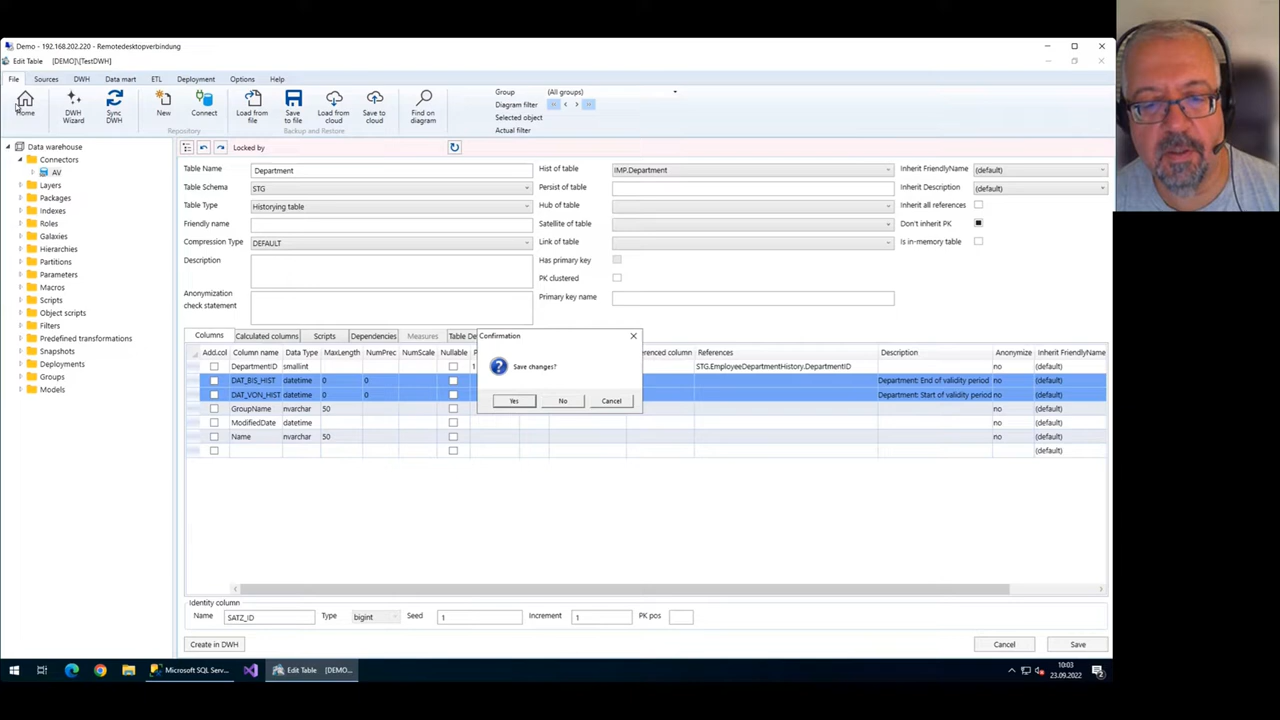 Demo - 192.168.202.220 - Remotedesktopverbindung
Edit Table [DEMO]\[TestDWH]
File Sources DWH Data mart ETL Deployment Options Help
Home
DWH Wizard
Sync DWH
New
Connect
Load from file
Save to file
Load from cloud
Save to cloud
Find on diagram
Repository
Backup and Restore
Group (All groups)
Diagram filter
Selected object
Actual filter
Data warehouse
Connectors
AV
Layers
Packages
Indexes
Roles
Galaxies
Hierarchies
Partitions
Parameters
Macros
Scripts
Object scripts
Filters
Predefined transformations
Snapshots
Deployments
Groups
Models
Locked by
Table Name Department
Table Schema STG
Table Type Historying table
Friendly name
Compression Type DEFAULT
Description
Anonymization
check statement
Hist of table IMP.Department
Persist of table
Hub of table
Satellite of table
Link of table
Has primary key
PK clustered
Primary key name
Inherit FriendlyName (default)
Inherit Description (default)
Inherit all references
Don't inherit PK
Is in-memory table
Columns Calculated columns Scripts Dependencies Measures Table De
Add.col Column name Data Type MaxLength NumPrec NumScale Nullable P erenced column References Description Anonymize Inherit FriendlyName
DepartmentID smallint 1 STG.EmployeeDepartmentHistory.DepartmentID no (default)
DAT_BIS_HIST datetime 0 0 Department: End of validity period no (default)
DAT_VON_HIST datetime 0 0 Department: Start of validity period no (default)
GroupName nvarchar 50 no (default)
ModifiedDate datetime no (default)
Name nvarchar 50 no (default)
(default)
Confirmation
Save changes?
Yes No Cancel
Identity column
Name SATZ_ID Type bigint Seed 1 Increment 1 PK pos
Create in DWH Cancel Save
Microsoft SQL Serv... Edit Table [DEMO... 10:03
23.09.2022
2